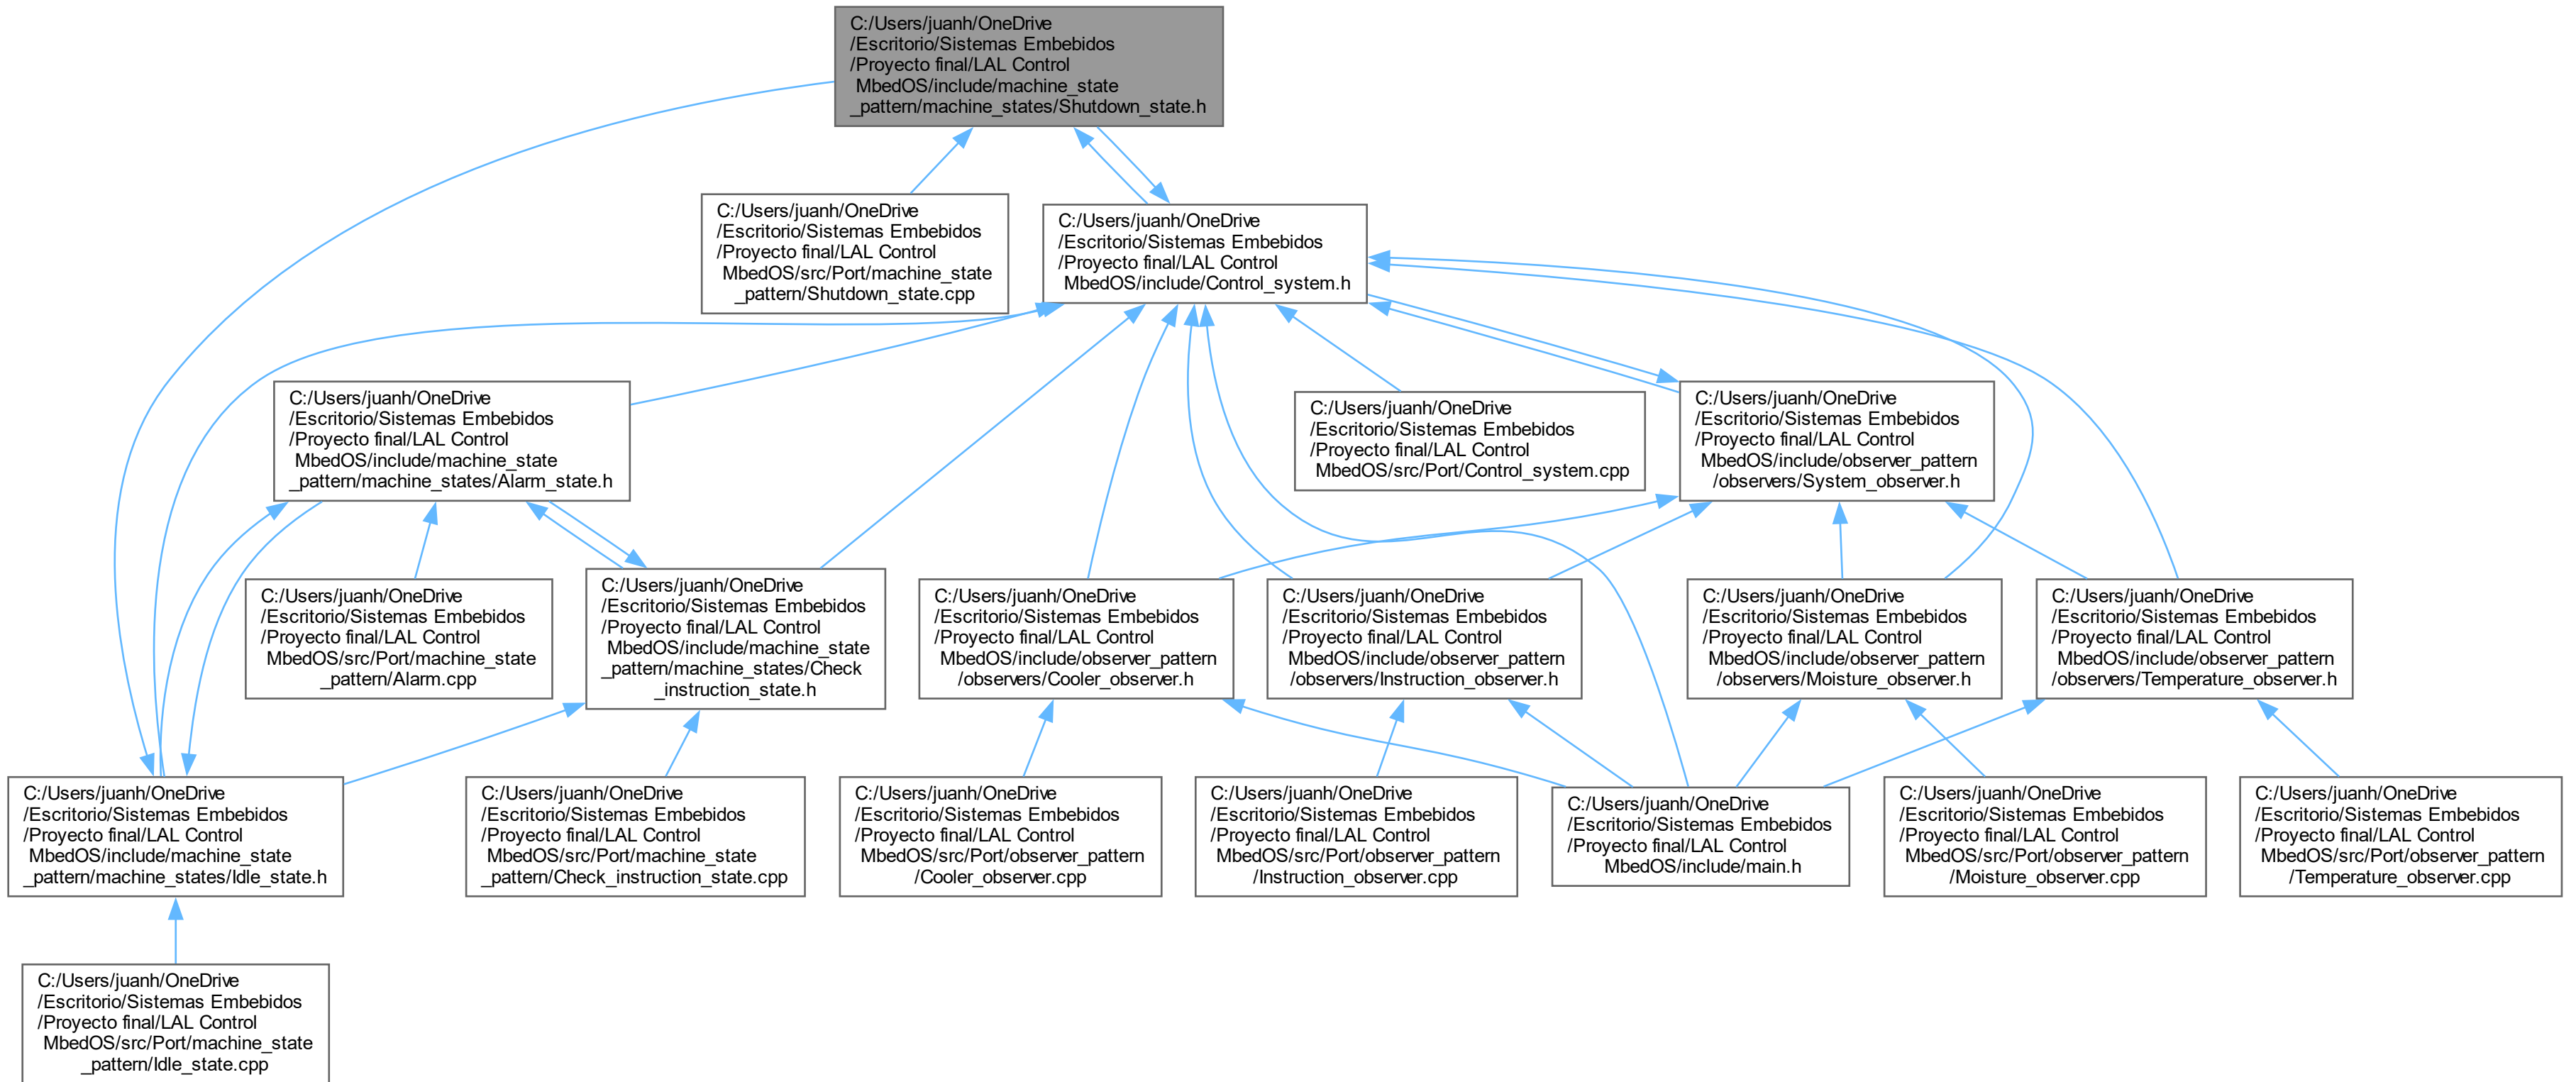 C:/Users/juanh/OneDrive
/Escritorio/Sistemas Embebidos
/Proyecto final/LAL Control
MbedOS/include/machine_state
_pattern/machine_states/Shutdown_state.h
C:/Users/juanh/OneDrive
/Escritorio/Sistemas Embebidos
/Proyecto final/LAL Control
MbedOS/src/Port/machine_state
_pattern/Shutdown_state.cpp
C:/Users/juanh/OneDrive
/Escritorio/Sistemas Embebidos
/Proyecto final/LAL Control
MbedOS/include/Control_system.h
C:/Users/juanh/OneDrive
/Escritorio/Sistemas Embebidos
/Proyecto final/LAL Control
MbedOS/include/machine_state
_pattern/machine_states/Alarm_state.h
C:/Users/juanh/OneDrive
/Escritorio/Sistemas Embebidos
/Proyecto final/LAL Control
MbedOS/src/Port/Control_system.cpp
C:/Users/juanh/OneDrive
/Escritorio/Sistemas Embebidos
/Proyecto final/LAL Control
MbedOS/include/observer_pattern
/observers/System_observer.h
C:/Users/juanh/OneDrive
/Escritorio/Sistemas Embebidos
/Proyecto final/LAL Control
MbedOS/src/Port/machine_state
_pattern/Alarm.cpp
C:/Users/juanh/OneDrive
/Escritorio/Sistemas Embebidos
/Proyecto final/LAL Control
MbedOS/include/machine_state
_pattern/machine_states/Check
_instruction_state.h
C:/Users/juanh/OneDrive
/Escritorio/Sistemas Embebidos
/Proyecto final/LAL Control
MbedOS/include/observer_pattern
/observers/Cooler_observer.h
C:/Users/juanh/OneDrive
/Escritorio/Sistemas Embebidos
/Proyecto final/LAL Control
MbedOS/include/observer_pattern
/observers/Instruction_observer.h
C:/Users/juanh/OneDrive
/Escritorio/Sistemas Embebidos
/Proyecto final/LAL Control
MbedOS/include/observer_pattern
/observers/Moisture_observer.h
C:/Users/juanh/OneDrive
/Escritorio/Sistemas Embebidos
/Proyecto final/LAL Control
MbedOS/include/observer_pattern
/observers/Temperature_observer.h
C:/Users/juanh/OneDrive
/Escritorio/Sistemas Embebidos
/Proyecto final/LAL Control
MbedOS/include/machine_state
_pattern/machine_states/Idle_state.h
C:/Users/juanh/OneDrive
/Escritorio/Sistemas Embebidos
/Proyecto final/LAL Control
MbedOS/src/Port/machine_state
_pattern/Check_instruction_state.cpp
C:/Users/juanh/OneDrive
/Escritorio/Sistemas Embebidos
/Proyecto final/LAL Control
MbedOS/src/Port/observer_pattern
/Cooler_observer.cpp
C:/Users/juanh/OneDrive
/Escritorio/Sistemas Embebidos
/Proyecto final/LAL Control
MbedOS/src/Port/observer_pattern
/Instruction_observer.cpp
C:/Users/juanh/OneDrive
/Escritorio/Sistemas Embebidos
/Proyecto final/LAL Control
MbedOS/include/main.h
C:/Users/juanh/OneDrive
/Escritorio/Sistemas Embebidos
/Proyecto final/LAL Control
MbedOS/src/Port/observer_pattern
/Moisture_observer.cpp
C:/Users/juanh/OneDrive
/Escritorio/Sistemas Embebidos
/Proyecto final/LAL Control
MbedOS/src/Port/observer_pattern
/Temperature_observer.cpp
C:/Users/juanh/OneDrive
/Escritorio/Sistemas Embebidos
/Proyecto final/LAL Control
MbedOS/src/Port/machine_state
_pattern/Idle_state.cpp